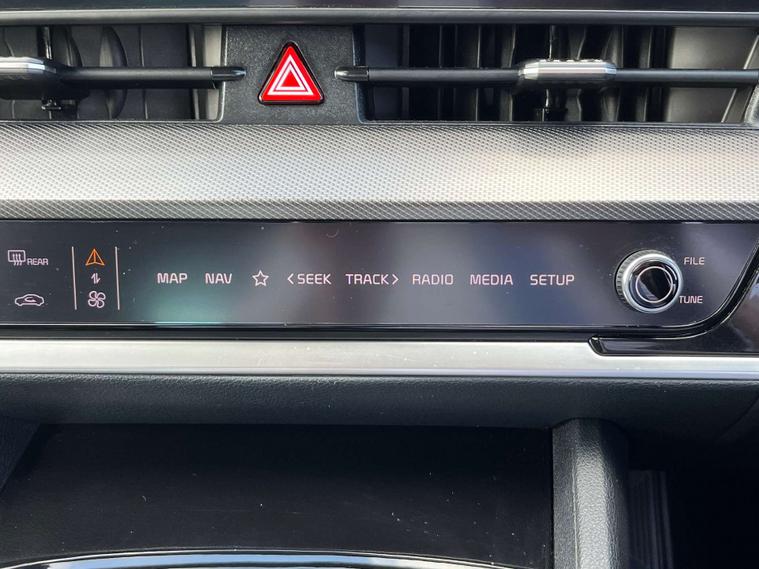 REAR
MAP NAV < SEEK TRACK > RADIO MEDIA SETUP
FILE
TUNE